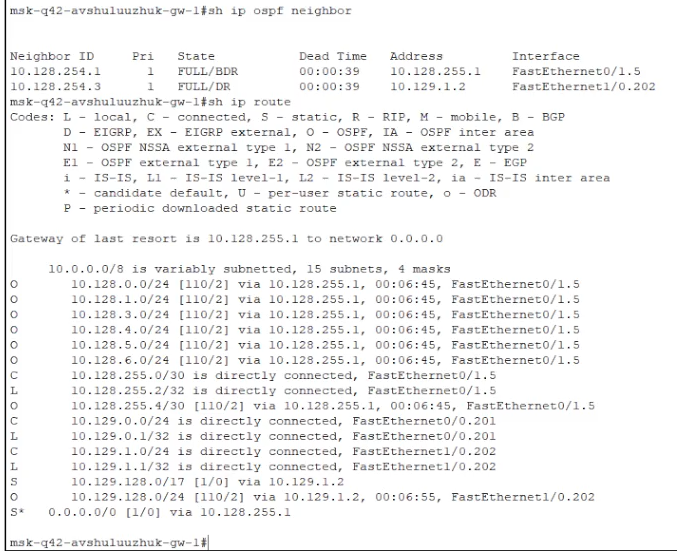 msk-q42-avshuluuzhuk-gw-1#sh ip ospf neighbor
Neighbor ID     Pri   State           Dead Time   Address         Interface
10.128.254.1      1   FULL/BDR        00:00:39    10.128.255.1    FastEthernet0/1.5
10.128.254.3      1   FULL/DR         00:00:39    10.129.1.2      FastEthernet1/0.202
msk-q42-avshuluuzhuk-gw-1#sh ip route
Codes: L - local, C - connected, S - static, R - RIP, M - mobile, B - BGP
       D - EIGRP, EX - EIGRP external, O - OSPF, IA - OSPF inter area
       N1 - OSPF NSSA external type 1, N2 - OSPF NSSA external type 2
       E1 - OSPF external type 1, E2 - OSPF external type 2, E - EGP
       i - IS-IS, L1 - IS-IS level-1, L2 - IS-IS level-2, ia - IS-IS inter area
       * - candidate default, U - per-user static route, o - ODR
       P - periodic downloaded static route
Gateway of last resort is 10.128.255.1 to network 0.0.0.0
     10.0.0.0/8 is variably subnetted, 15 subnets, 4 masks
O       10.128.0.0/24 [110/2] via 10.128.255.1, 00:06:45, FastEthernet0/1.5
O       10.128.1.0/24 [110/2] via 10.128.255.1, 00:06:45, FastEthernet0/1.5
O       10.128.3.0/24 [110/2] via 10.128.255.1, 00:06:45, FastEthernet0/1.5
O       10.128.4.0/24 [110/2] via 10.128.255.1, 00:06:45, FastEthernet0/1.5
O       10.128.5.0/24 [110/2] via 10.128.255.1, 00:06:45, FastEthernet0/1.5
O       10.128.6.0/24 [110/2] via 10.128.255.1, 00:06:45, FastEthernet0/1.5
C       10.128.255.0/30 is directly connected, FastEthernet0/1.5
L       10.128.255.2/32 is directly connected, FastEthernet0/1.5
O       10.128.255.4/30 [110/2] via 10.128.255.1, 00:06:45, FastEthernet0/1.5
C       10.129.0.0/24 is directly connected, FastEthernet0/0.201
L       10.129.0.1/32 is directly connected, FastEthernet0/0.201
C       10.129.1.0/24 is directly connected, FastEthernet1/0.202
L       10.129.1.1/32 is directly connected, FastEthernet1/0.202
S       10.129.128.0/17 [1/0] via 10.129.1.2
O       10.129.128.0/24 [110/2] via 10.129.1.2, 00:06:55, FastEthernet1/0.202
S*   0.0.0.0/0 [1/0] via 10.128.255.1
msk-q42-avshuluuzhuk-gw-1#